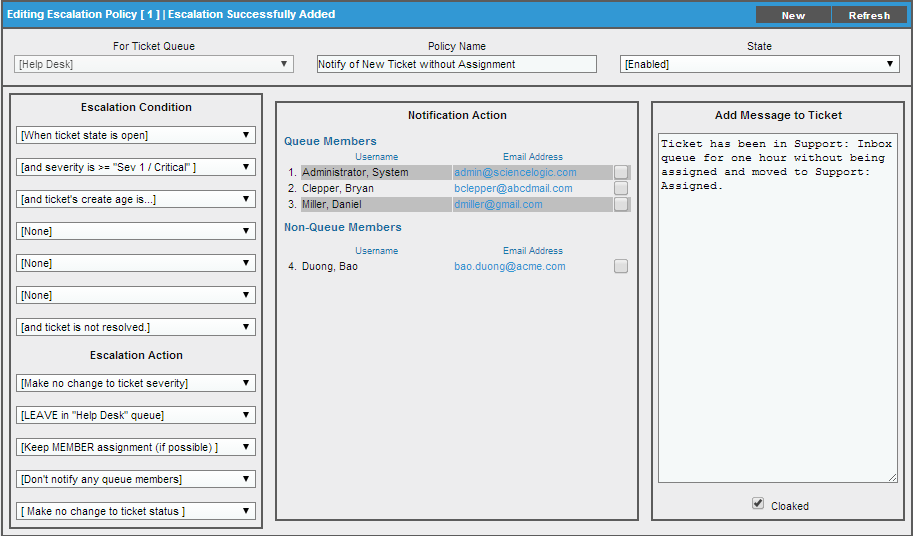 Editing Escalation Policy [ 1 ] | Escalation Successfully Added
New
Refresh
For Ticket Queue
Policy Name
State
[Help Desk]
Notify of New Ticket without Assignment
[Enabled]
Escalation Condition
[When ticket state is open]
[and severity is >= "Sev 1 / Critical" ]
[and ticket's create age is...]
[None]
[None]
[None]
[and ticket is not resolved.]
Escalation Action
[Make no change to ticket severity]
[LEAVE in "Help Desk" queue]
[Keep MEMBER assignment (if possible) ]
[Don't notify any queue members]
[ Make no change to ticket status ]
Notification Action
Queue Members
Username Email Address
1. Administrator, System admin@sciencelogic.com
2. Clepper, Bryan bclepper@abcdmail.com
3. Miller, Daniel dmiller@gmail.com
Non-Queue Members
Username Email Address
4. Duong, Bao bao.duong@acme.com
Add Message to Ticket
Ticket has been in Support: Inbox
queue for one hour without being
assigned and moved to Support:
Assigned.
Cloaked